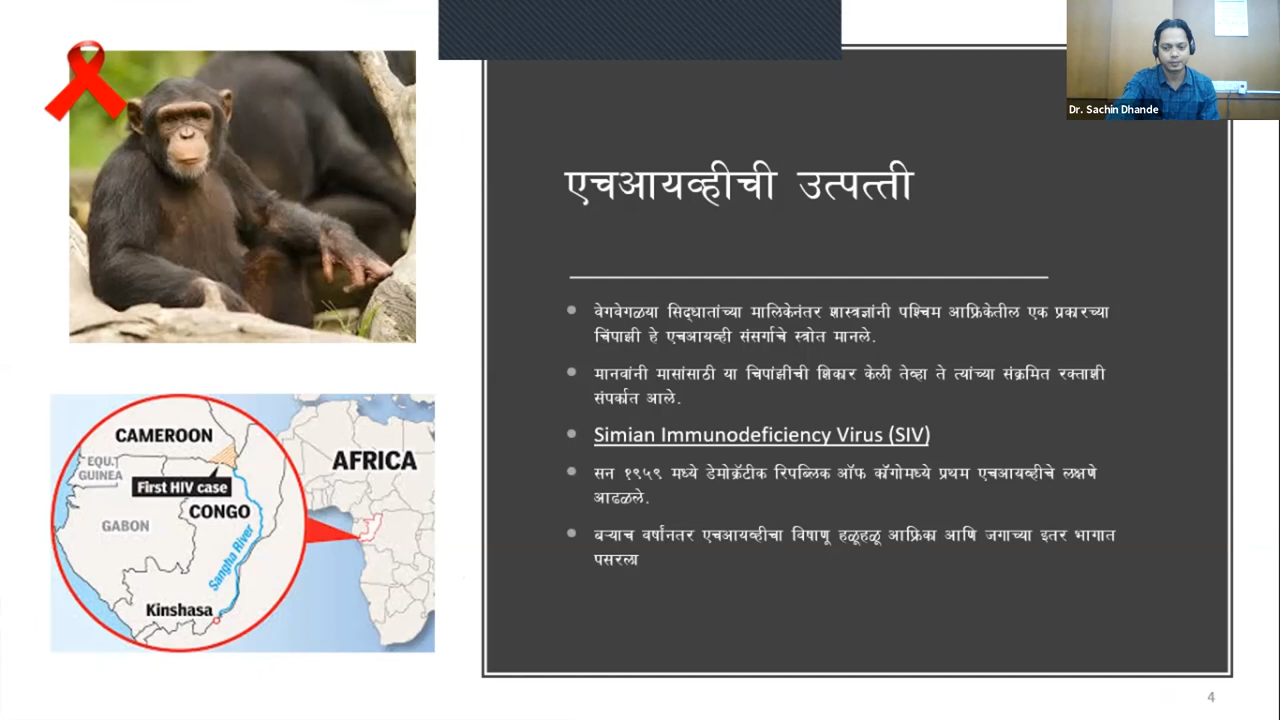 Dr. Sachin Dhande
एचआयव्हीची उत्पत्ती
वेगवेगळया सिद्धातांच्या मालिकेनंतर शास्त्रज्ञांनी पश्चिम आफ्रिकेतील एक प्रकारच्या
चिंपाझी हे एचआयव्ही संसर्गाचे स्त्रोत मानले.
मानवांनी मासांसाठी या चिपांझीची शिकार केली तेव्हा ते त्यांच्या संक्रमित रक्ताशी
संपर्कात आले.
Simian Immunodeficiency Virus (SIV)
सन १९५९ मध्ये डेमोक्रॅटीक रिपब्लिक ऑफ काँगोमध्ये प्रथम एचआयव्हीचे लक्षणे
आढळले.
बऱ्याच वर्षांनतर एचआयव्हीचा विषाणू हळूहळू आफ्रिका आणि जगाच्या इतर भागात
पसरला
CAMEROON
EQU.
GUINEA
First HIV case
CONGO
GABON
Sangha River
Kinshasa
AFRICA
4